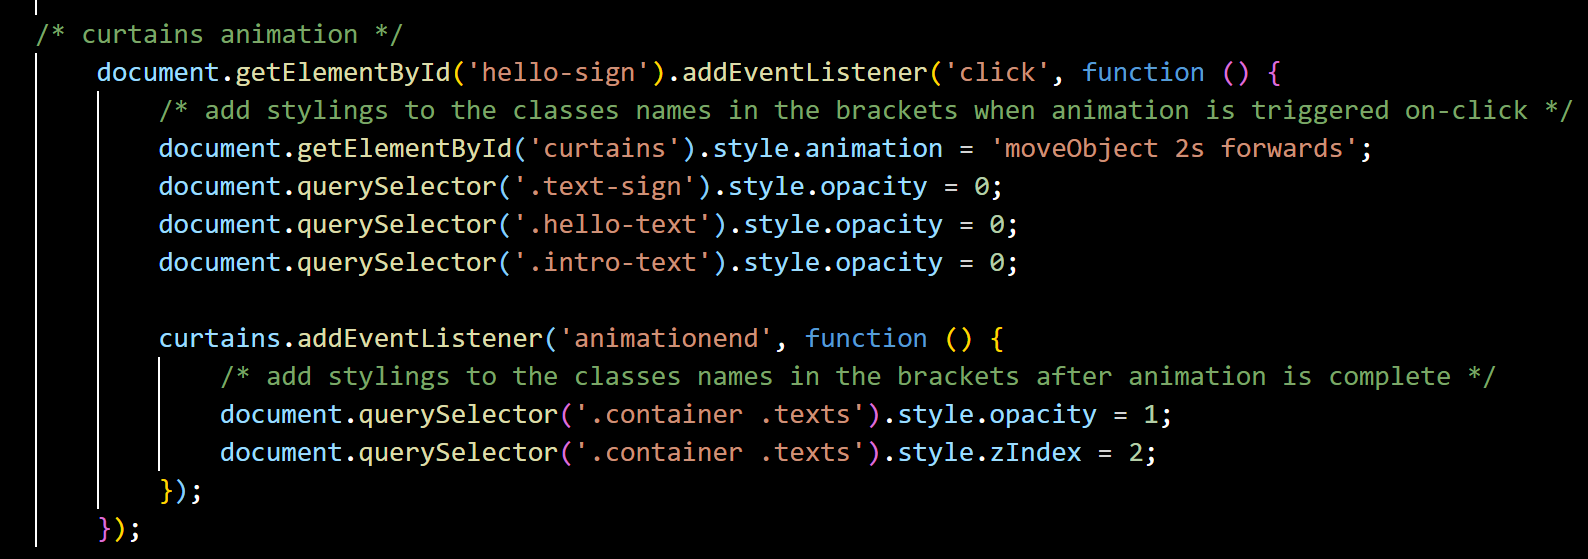 /* curtains animation */
document.getElementById('hello-sign').addEventListener('click', function () {
/* add stylings to the classes names in the brackets when animation is triggered on-click */
document.getElementById('curtains').style.animation = 'moveObject 2s forwards';
document.querySelector('.text-sign').style.opacity = 0;
document.querySelector('.hello-text').style.opacity = 0;
document.querySelector('.intro-text').style.opacity = 0;
curtains.addEventListener('animationend', function () {
/* add stylings to the classes names in the brackets after animation is complete */
document.querySelector('.container .texts').style.opacity = 1;
document.querySelector('.container .texts').style.zIndex = 2;
});
});